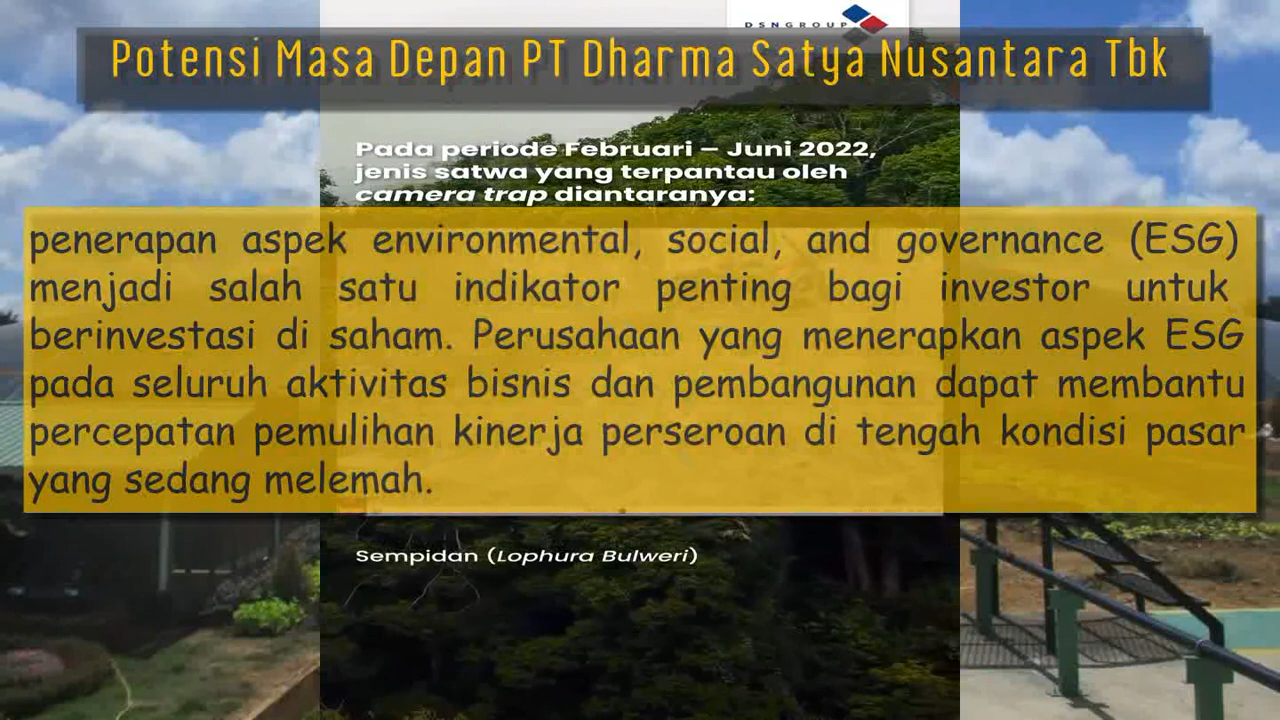 DSNGROUP
Potensi Masa Depan PT Dharma Satya Nusantara Tbk
Pada periode Februari – Juni 2022,
jenis satwa yang terpantau oleh
camera trap diantaranya:
penerapan aspek environmental, social, and governance (ESG)
menjadi salah satu indikator penting bagi investor untuk
berinvestasi di saham. Perusahaan yang menerapkan aspek ESG
pada seluruh aktivitas bisnis dan pembangunan dapat membantu
percepatan pemulihan kinerja perseroan di tengah kondisi pasar
yang sedang melemah.
Sempidan (Lophura Bulweri)